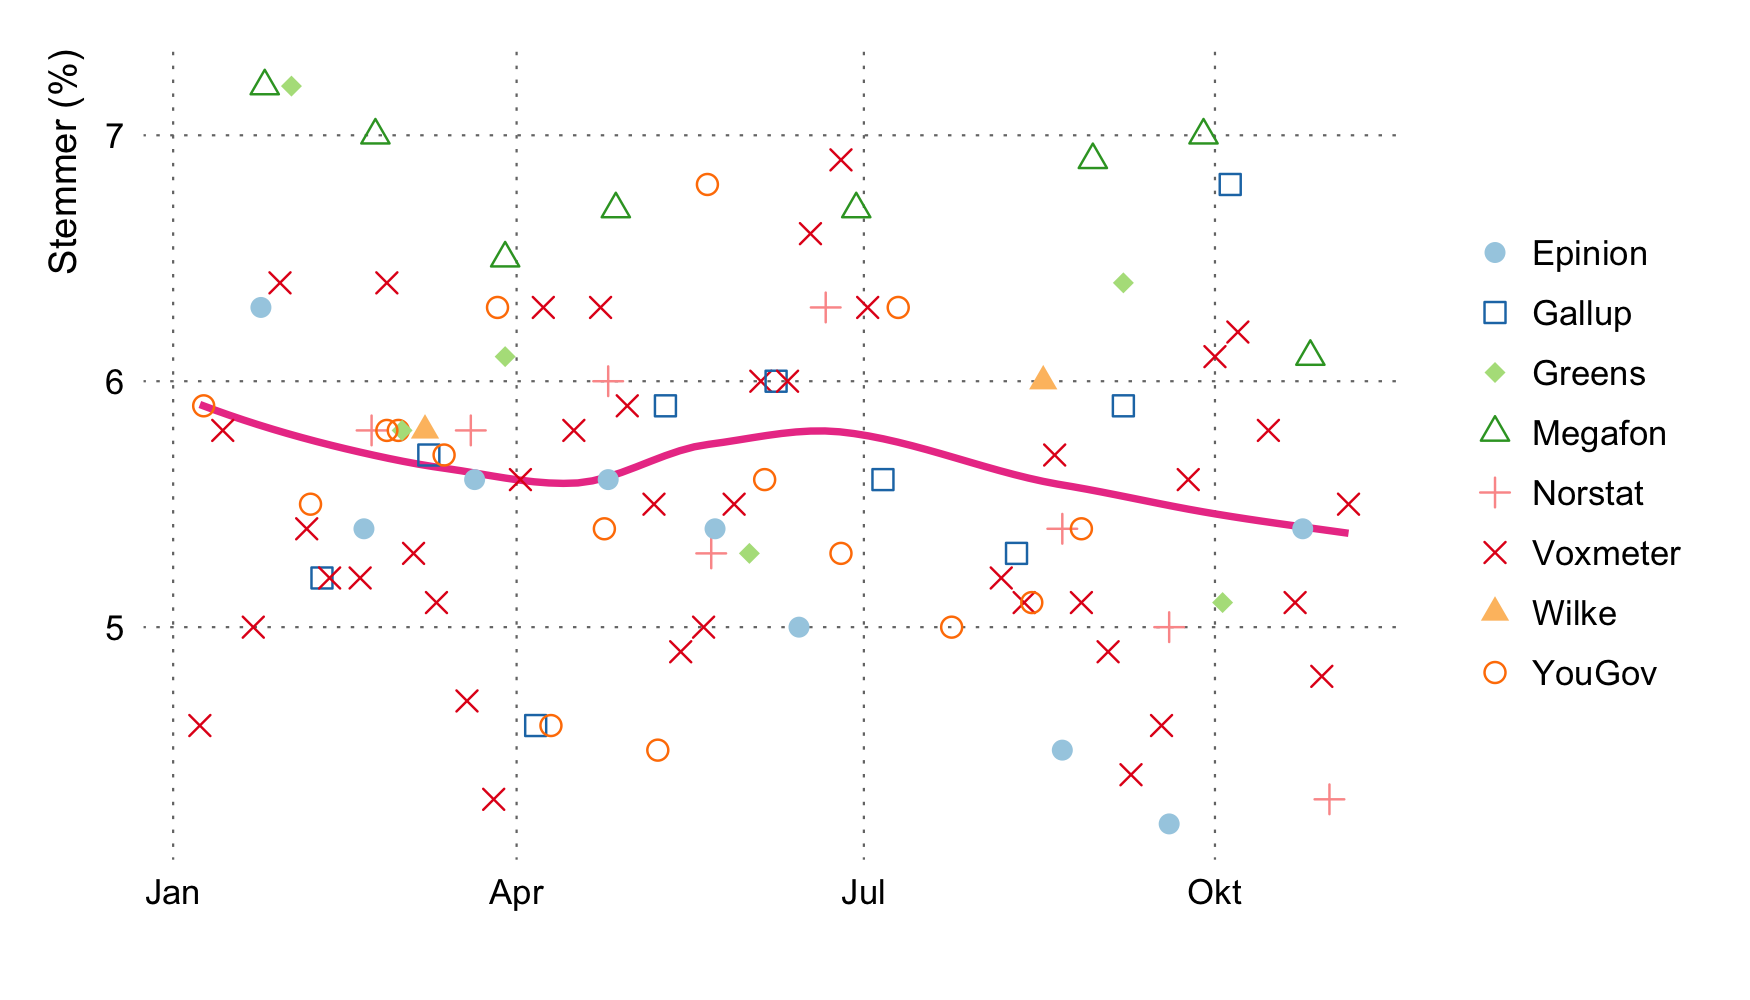 Stemmer (%)
7
6
5
Jan Apr Jul Okt
Epinion
Gallup
Greens
Megafon
Norstat
Voxmeter
Wilke
YouGov